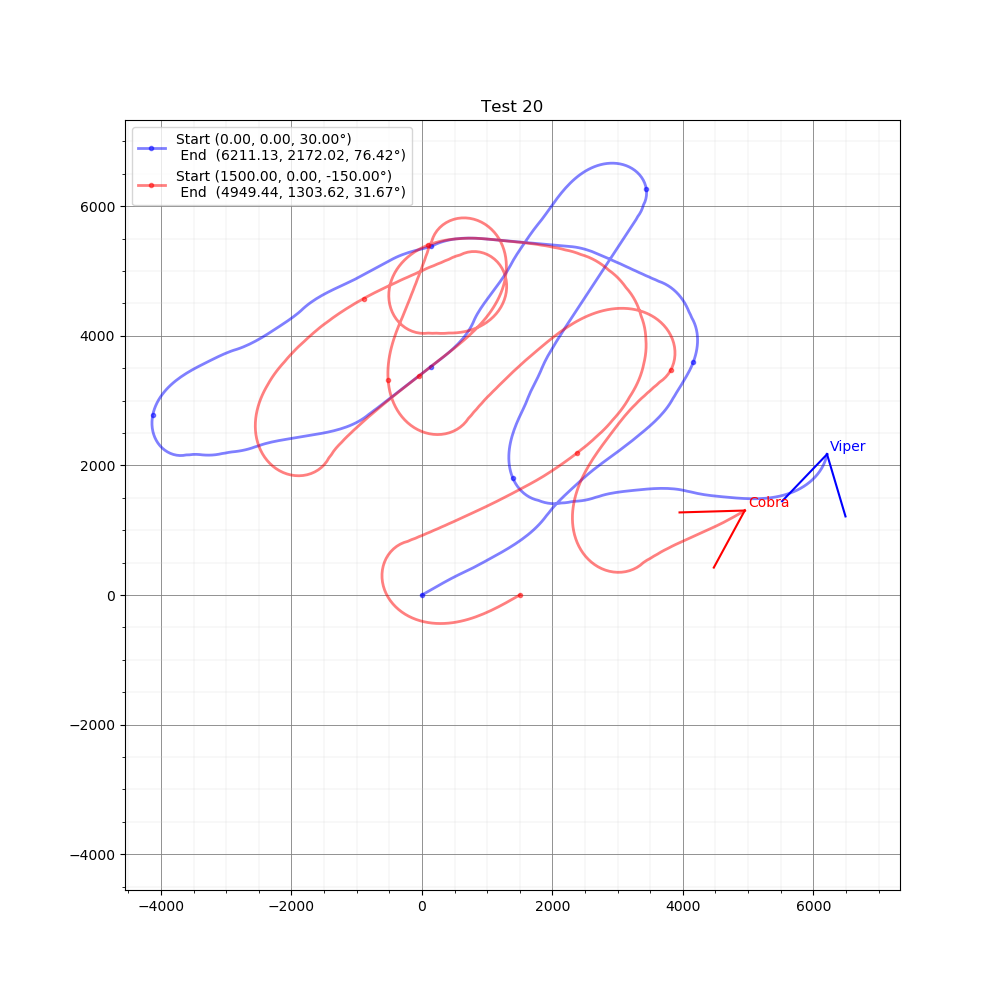 Test 20
Start (0.00, 0.00, 30.00°)
End (6211.13, 2172.02, 76.42°)
Start (1500.00, 0.00, -150.00°)
End (4949.44, 1303.62, 31.67°)
6000
4000
2000
0
−2000
−4000
Viper
Cobra
−4000 −2000 0 2000 4000 6000